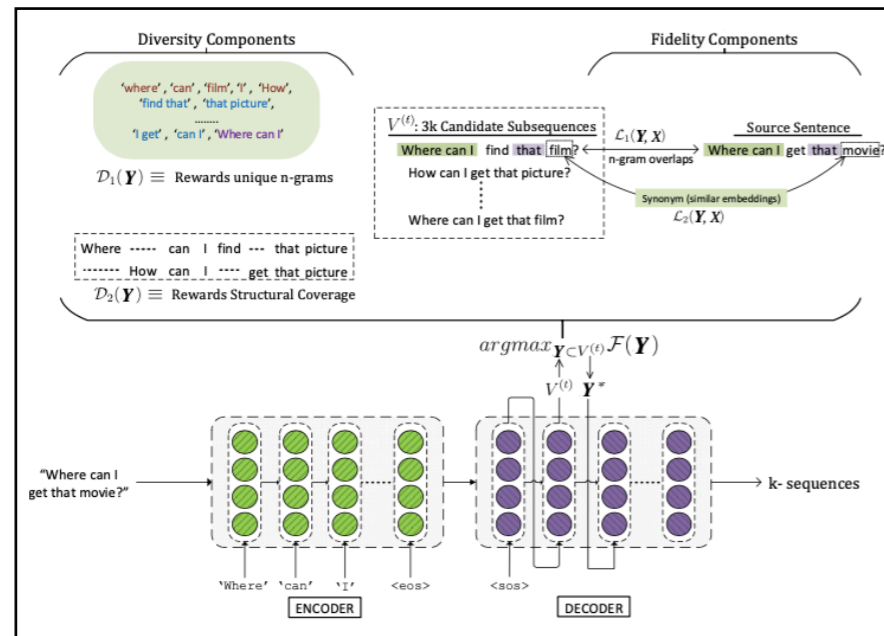 Diversity Components
Fidelity Components
'where' , 'can' , 'film', 'I' , 'How',
'find that' , 'that picture',
........
'I get' , 'can I' , 'Where can I'
D₁(Y) ≡ Rewards unique n-grams
V⁽ᵗ⁾: 3k Candidate Subsequences
Where can I find that film?
How can I get that picture?
Where can I get that film?
L₁(Y, X)
n-gram overlaps
Source Sentence
Where can I get that movie?
Synonym (similar embeddings)
L₂(Y, X)
Where ----- can I find --- that picture
------- How can I ---- get that picture
D₂(Y) ≡ Rewards Structural Coverage
argmax Y⊂V⁽ᵗ⁾ F(Y)
V⁽ᵗ⁾ Y*
"Where can I
get that movie?"
k- sequences
'Where' 'can' 'I' <eos> <sos>
ENCODER DECODER